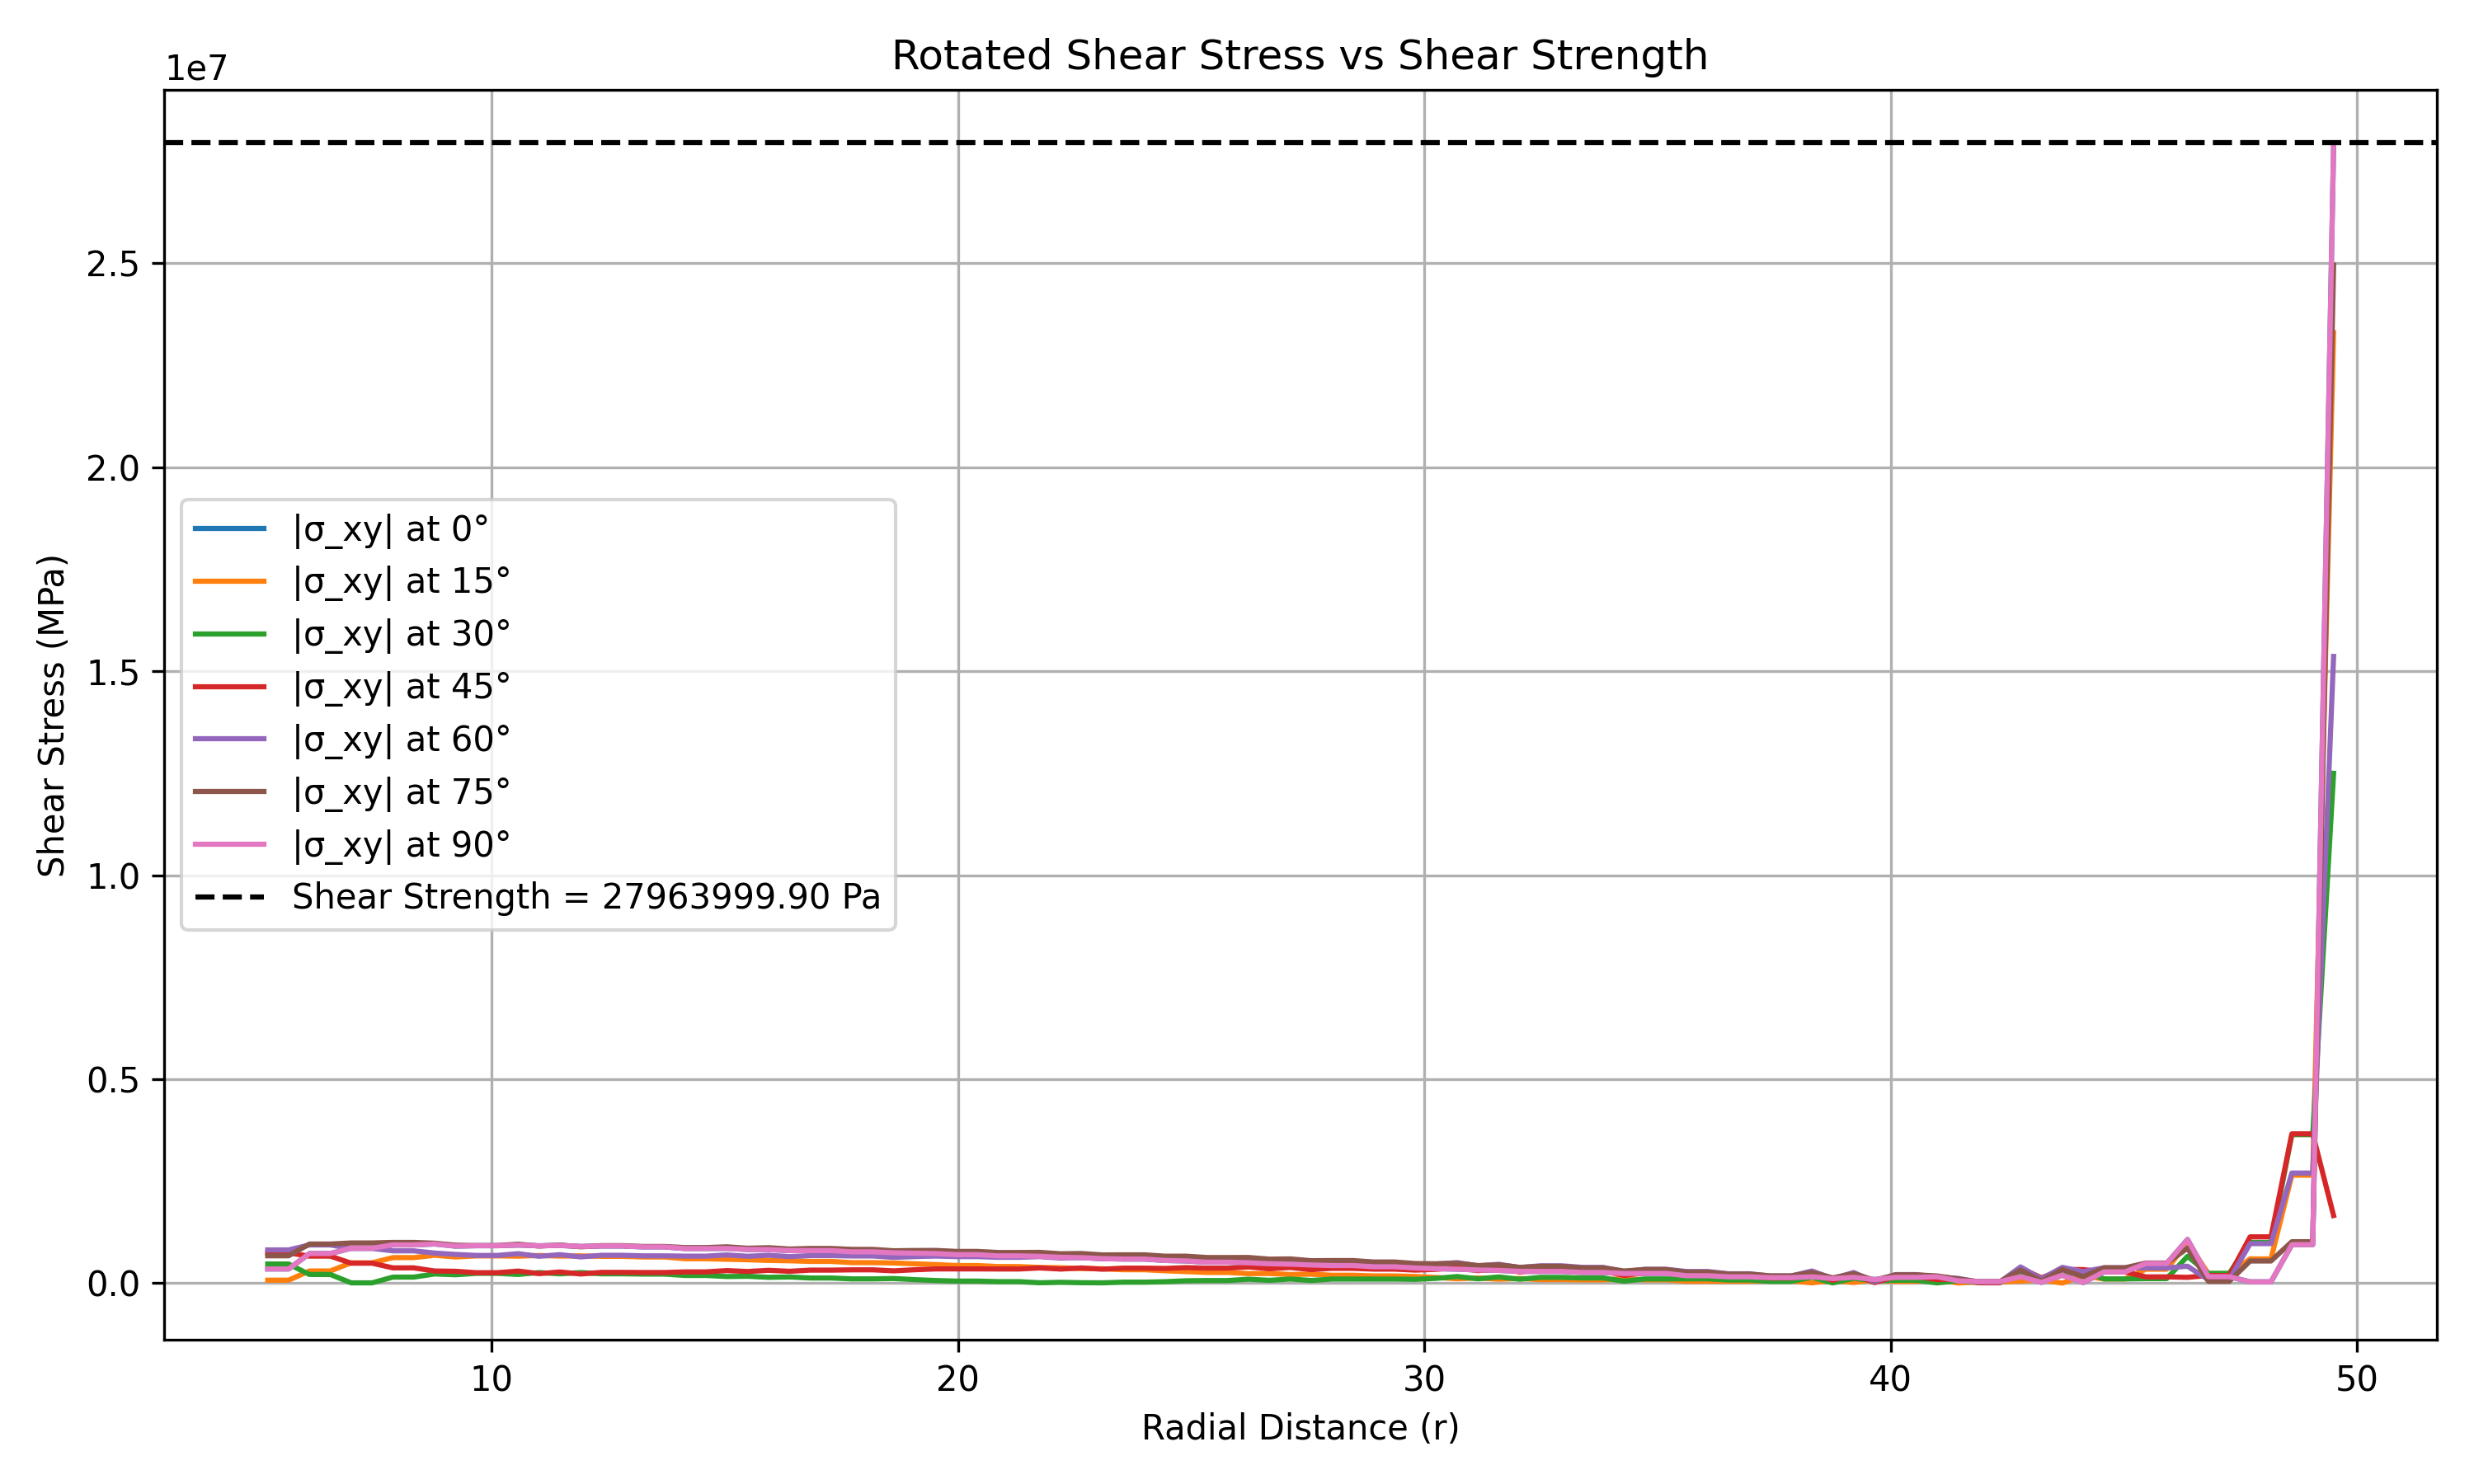 Rotated Shear Stress vs Shear Strength
1e7
2.5
2.0
1.5
1.0
0.5
0.0
Shear Stress (MPa)
|σ_xy| at 0°
|σ_xy| at 15°
|σ_xy| at 30°
|σ_xy| at 45°
|σ_xy| at 60°
|σ_xy| at 75°
|σ_xy| at 90°
Shear Strength = 27963999.90 Pa
10 20 30 40 50
Radial Distance (r)